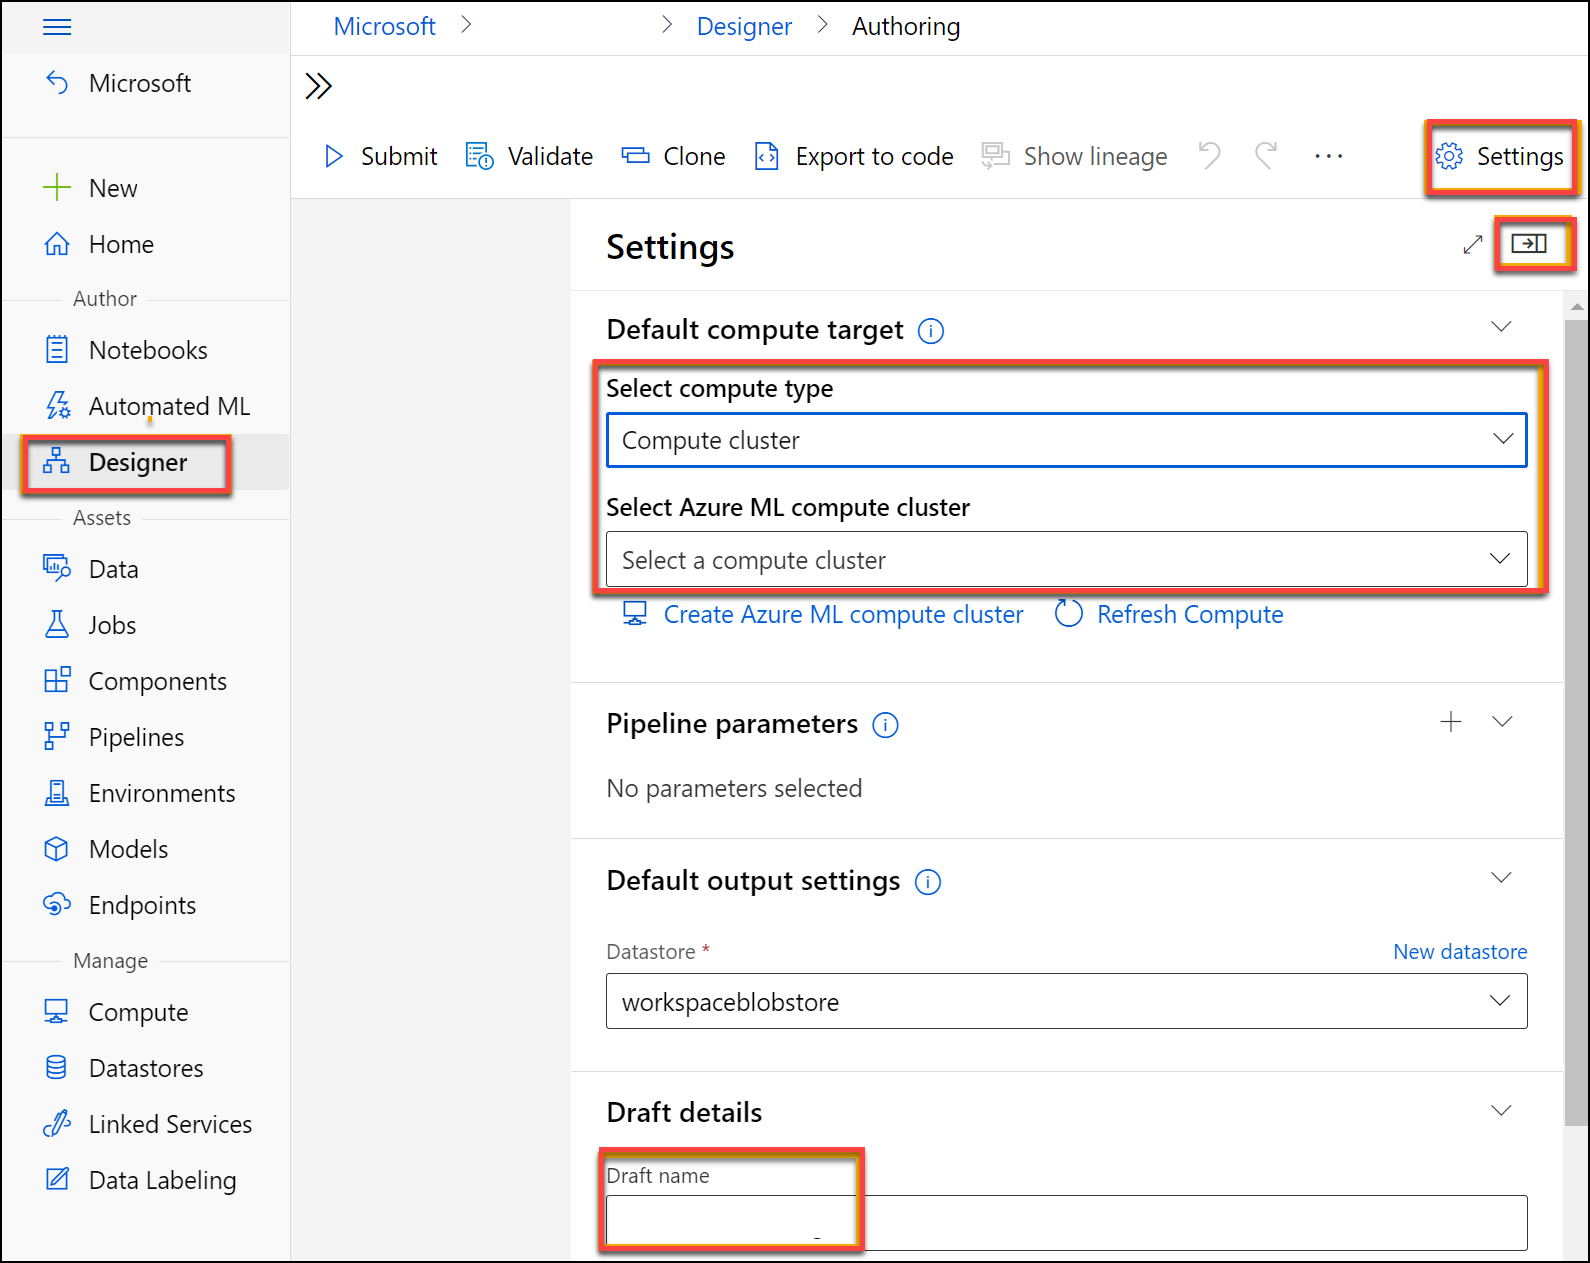 Microsoft > > Designer > Authoring
Microsoft
New
Home
Author
Notebooks
Automated ML
Designer
Assets
Data
Jobs
Components
Pipelines
Environments
Models
Endpoints
Manage
Compute
Datastores
Linked Services
Data Labeling
Submit Validate Clone Export to code Show lineage ... Settings
Settings
Default compute target
Select compute type
Compute cluster
Select Azure ML compute cluster
Select a compute cluster
Create Azure ML compute cluster Refresh Compute
Pipeline parameters
No parameters selected
Default output settings
Datastore * New datastore
workspaceblobstore
Draft details
Draft name